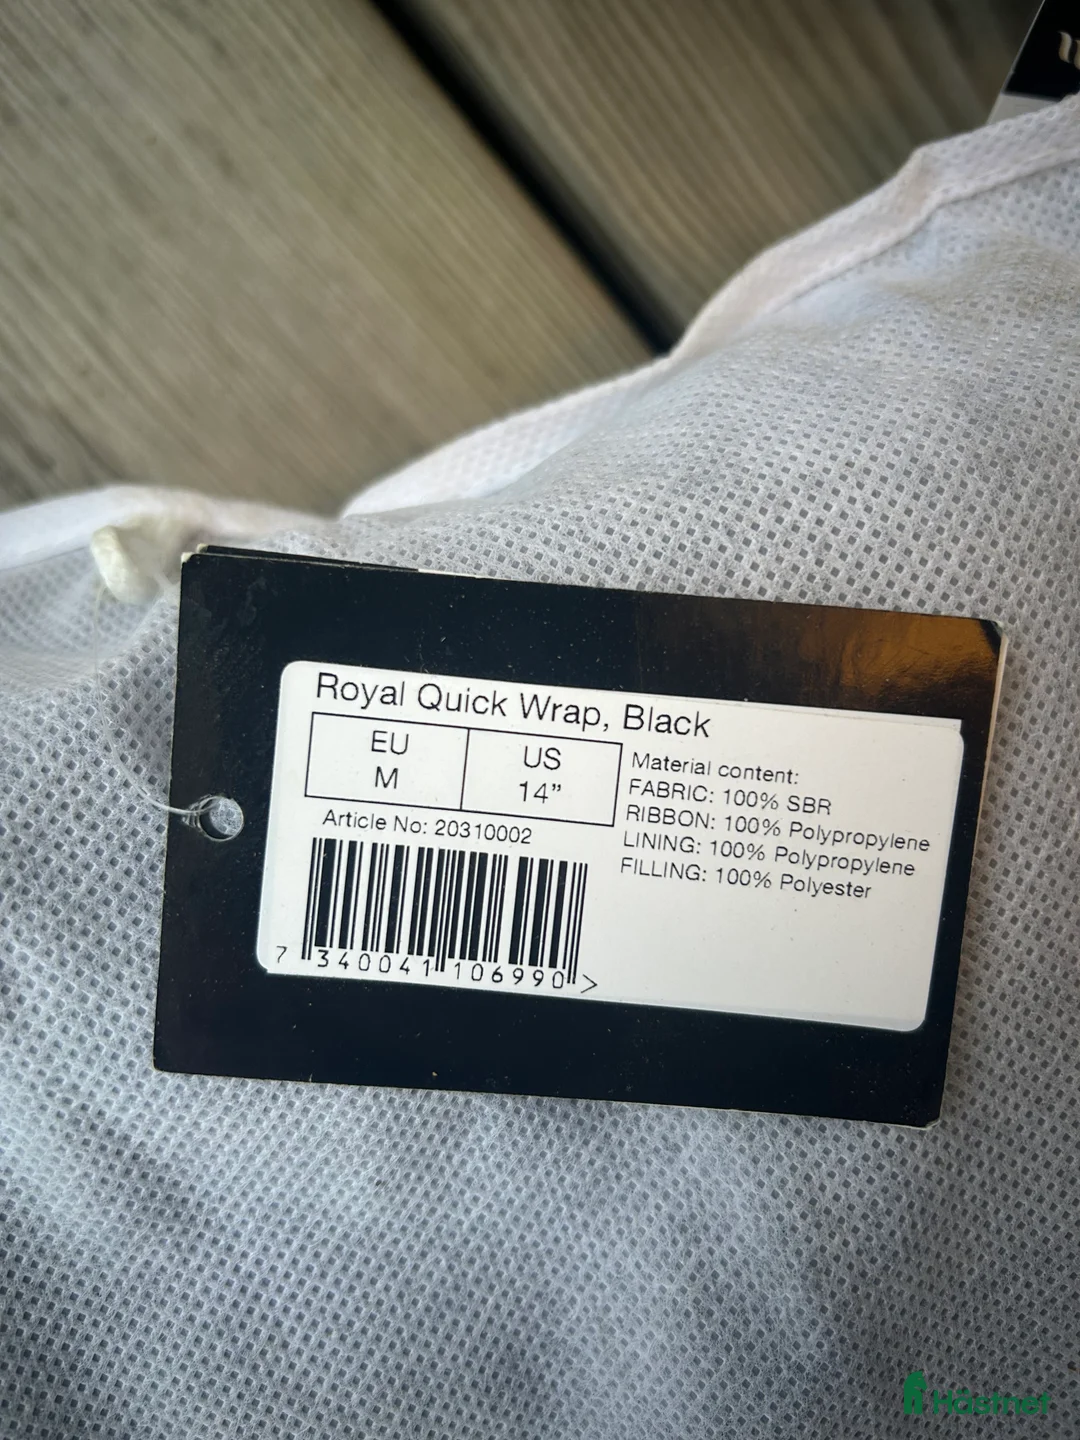 Royal Quick Wrap, Black
EU
M
US
14”
Article No: 20310002
Material content:
FABRIC: 100% SBR
RIBBON: 100% Polypropylene
LINING: 100% Polypropylene
FILLING: 100% Polyester
7 340041 106990 >
Hästnet